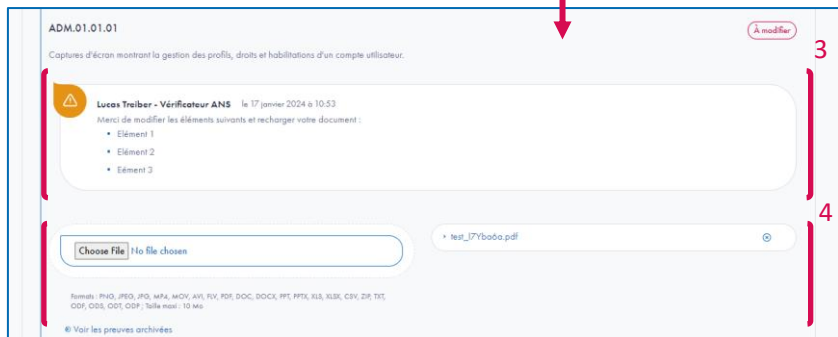 ADM.01.01.01
À modifier
3
Captures d'écran montrant la gestion des profils, droits et habilitations d'un compte utilisateur.
Lucas Treiber - Vérificateur ANS le 17 janvier 2024 à 10:53
Merci de modifier les éléments suivants et recharger votre document :
• Elément 1
• Elément 2
• Eément 3
4
test_l7Yboóa.pdf
Choose File No file chosen
Formats : PNG, JPEG, JPG, MP4, MOV, AVI, FLV, PDF, DOC, DOCX, PPT, PPTX, XLS, XLSX, CSV, ZIP, TXT,
ODF, ODS, ODT, ODP ; Taille maxi : 10 Mo
Voir les preuves archivées